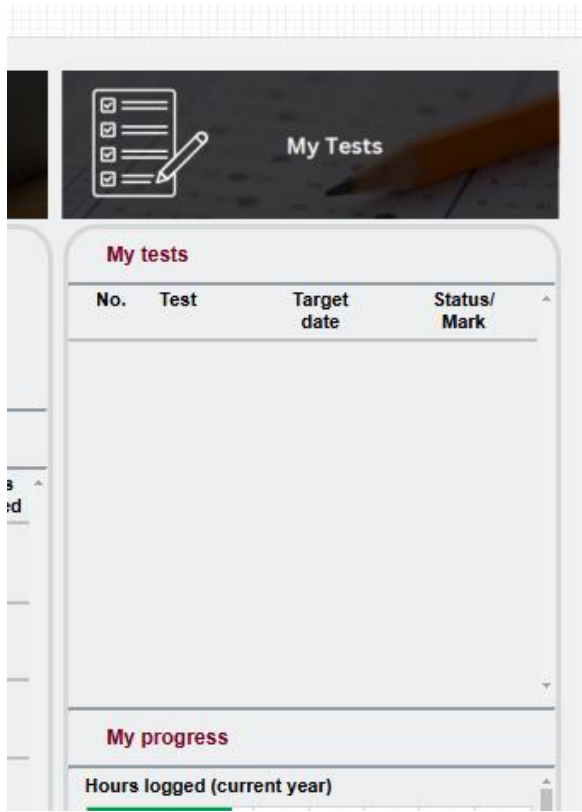 My Tests
My tests
No. Test Target date Status/ Mark
My progress
Hours logged (current year)